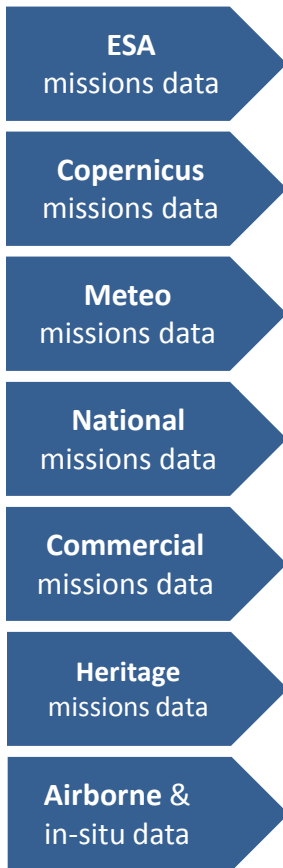 ESA
missions data
Copernicus
missions data
Meteo
missions data
National
missions data
Commercial
missions data
Heritage
missions data
Airborne &
in-situ data